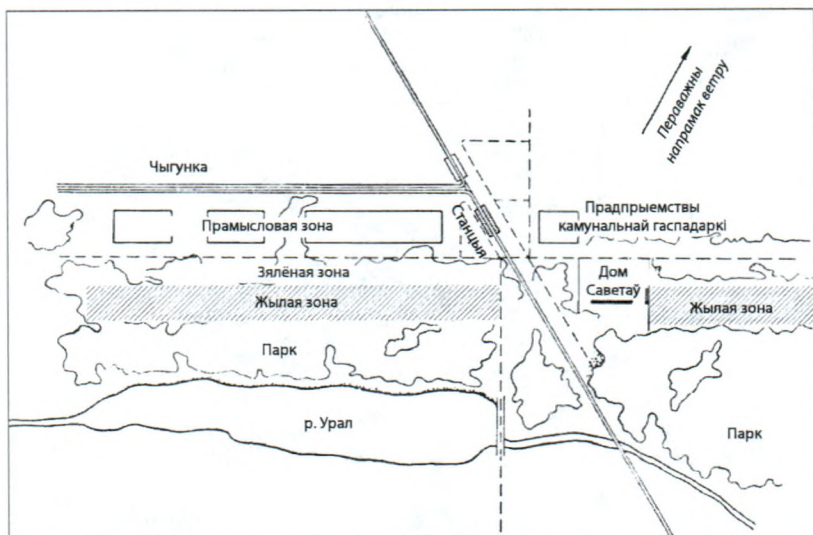 Пераважны
напрамак ветру
Чыгунка
Прамысловая зона
Станцыя
Прадпрыемствы
камунальнай гаспадаркі
Зялёная зона
Дом
Саветаў
Жылая зона
Жылая зона
Парк
р. Урал
Парк